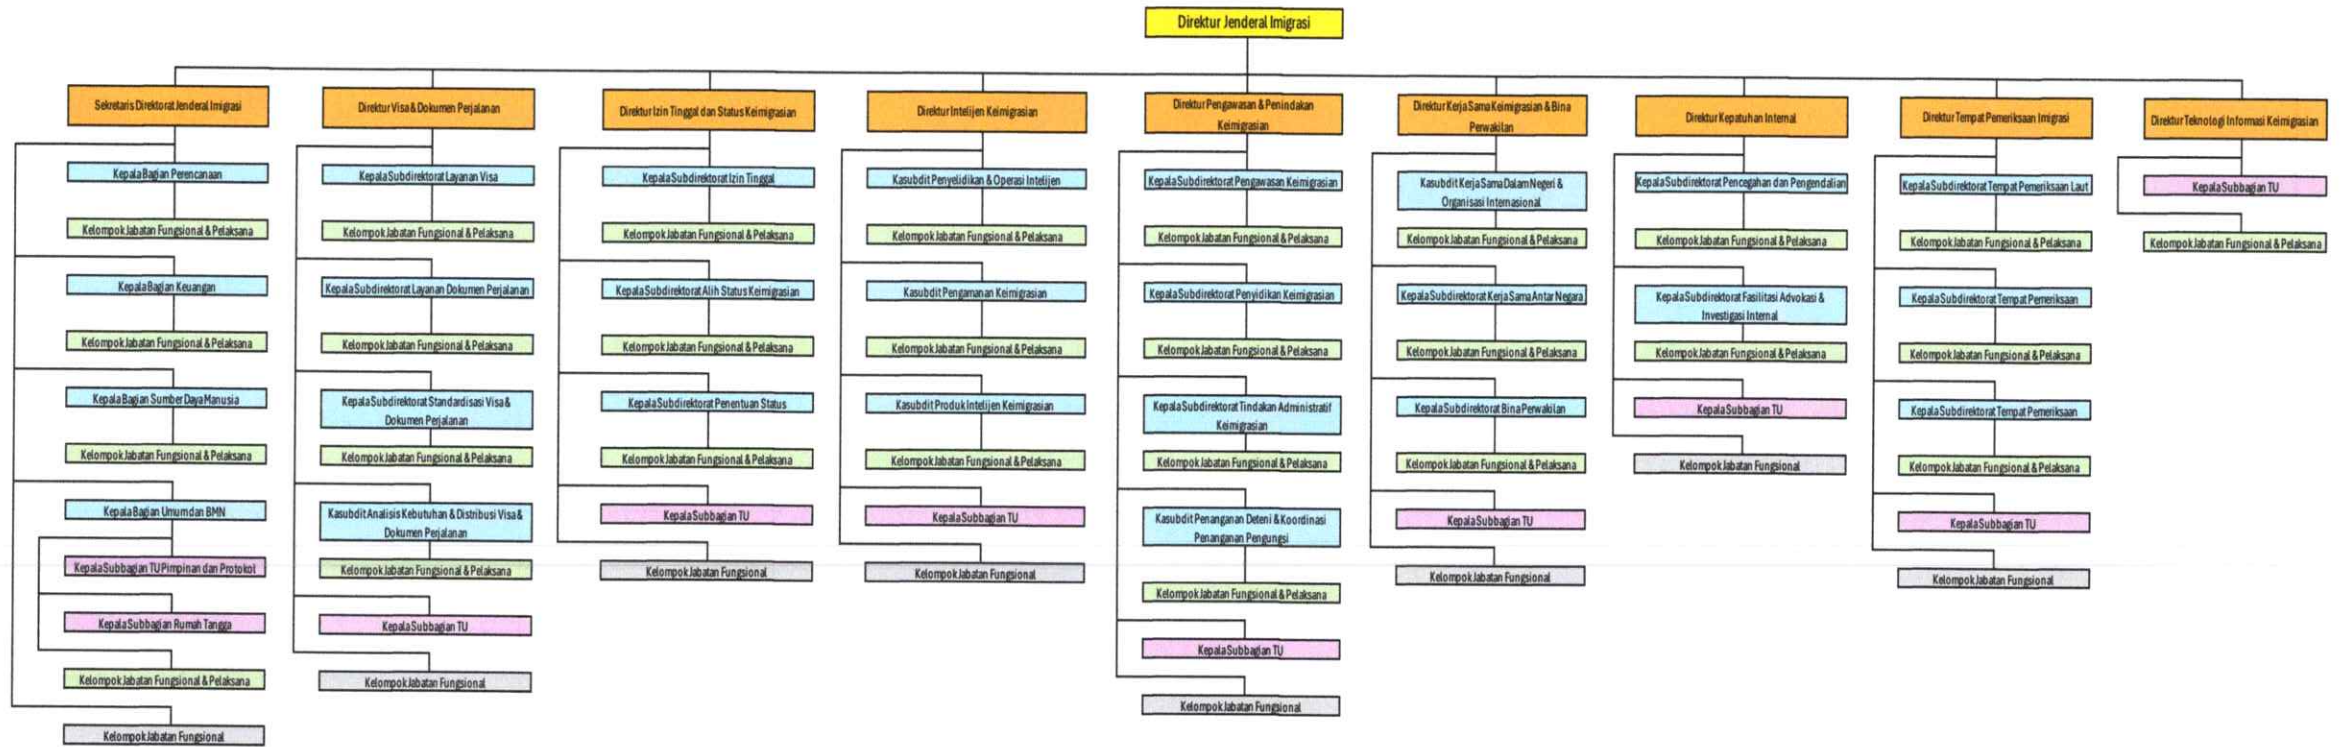 Direktur Jenderal Imigrasi
Sekretaris Direktorat Jenderal Imigrasi
Kepala Bagian Perencanaan
Kelompok Jabatan Fungsional & Pelaksana
Kepala Bagian Keuangan
Kelompok Jabatan Fungsional & Pelaksana
Kepala Bagian Sumber Daya Manusia
Kelompok Jabatan Fungsional & Pelaksana
Kepala Bagian Umum dan BMN
Kepala Subbagian TU Pimpinan dan Protokol
Kepala Subbagian Rumah Tangga
Kelompok Jabatan Fungsional & Pelaksana
Kelompok Jabatan Fungsional
Direktur Visa & Dokumen Perjalanan
Kepala Subdirektorat Layanan Visa
Kelompok Jabatan Fungsional & Pelaksana
Kepala Subdirektorat Layanan Dokumen Perjalanan
Kelompok Jabatan Fungsional & Pelaksana
Kepala Subdirektorat Standardisasi Visa &
Dokumen Perjalanan
Kelompok Jabatan Fungsional & Pelaksana
Kasubdit Analisis Kebutuhan & Distribusi Visa &
Dokumen Perjalanan
Kelompok Jabatan Fungsional & Pelaksana
Kepala Subbagian TU
Kelompok Jabatan Fungsional
Direktur Izin Tinggal dan Status Keimigrasian
Kepala Subdirektorat Izin Tinggal
Kelompok Jabatan Fungsional & Pelaksana
Kepala Subdirektorat Alih Status Keimigrasian
Kelompok Jabatan Fungsional & Pelaksana
Kepala Subdirektorat Penentuan Status
Kelompok Jabatan Fungsional & Pelaksana
Kepala Subbagian TU
Kelompok Jabatan Fungsional
Direktur Intelijen Keimigrasian
Kasubdit Penyelidikan & Operasi Intelijen
Kelompok Jabatan Fungsional & Pelaksana
Kasubdit Pengamanan Keimigrasian
Kelompok Jabatan Fungsional & Pelaksana
Kasubdit Produk Intelijen Keimigrasian
Kelompok Jabatan Fungsional & Pelaksana
Kepala Subbagian TU
Kelompok Jabatan Fungsional
Direktur Pengawasan & Penindakan
Keimigrasian
Kepala Subdirektorat Pengawasan Keimigrasian
Kelompok Jabatan Fungsional & Pelaksana
Kepala Subdirektorat Penyidikan Keimigrasian
Kelompok Jabatan Fungsional & Pelaksana
Kepala Subdirektorat Tindakan Administratif
Keimigrasian
Kelompok Jabatan Fungsional & Pelaksana
Kasubdit Penanganan Deteni & Koordinasi
Penanganan Pengungsi
Kelompok Jabatan Fungsional & Pelaksana
Kepala Subbagian TU
Kelompok Jabatan Fungsional
Direktur Kerja Sama Keimigrasian & Bina
Perwakilan
Kasubdit Kerja Sama Dalam Negeri &
Organisasi Internasional
Kelompok Jabatan Fungsional & Pelaksana
Kepala Subdirektorat Kerja Sama Antar Negara
Kelompok Jabatan Fungsional & Pelaksana
Kepala Subdirektorat Bina Perwakilan
Kelompok Jabatan Fungsional & Pelaksana
Kepala Subbagian TU
Kelompok Jabatan Fungsional
Direktur Kepatuhan Internal
Kepala Subdirektorat Pencegahan dan Pengendalian
Kelompok Jabatan Fungsional & Pelaksana
Kepala Subdirektorat Fasilitasi Advokasi &
Investigasi Internal
Kelompok Jabatan Fungsional & Pelaksana
Kepala Subbagian TU
Kelompok Jabatan Fungsional
Direktur Tempat Pemeriksaan Imigrasi
Kepala Subdirektorat Tempat Pemeriksaan Laut
Kelompok Jabatan Fungsional & Pelaksana
Kepala Subdirektorat Tempat Pemeriksaan
Kelompok Jabatan Fungsional & Pelaksana
Kepala Subdirektorat Tempat Pemeriksaan
Kelompok Jabatan Fungsional & Pelaksana
Kepala Subbagian TU
Kelompok Jabatan Fungsional
Direktur Teknologi Informasi Keimigrasian
Kepala Subbagian TU
Kelompok Jabatan Fungsional & Pelaksana